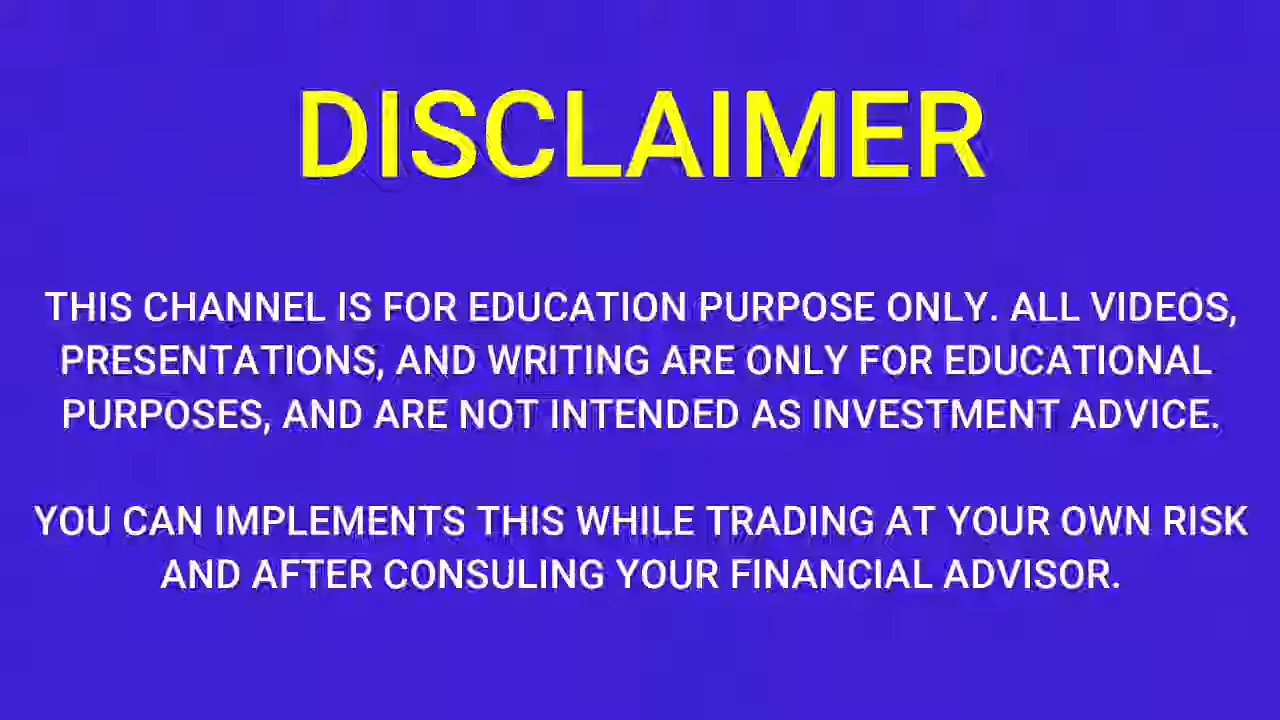 DISCLAIMER
THIS CHANNEL IS FOR EDUCATION PURPOSE ONLY. ALL VIDEOS,
PRESENTATIONS, AND WRITING ARE ONLY FOR EDUCATIONAL
PURPOSES, AND ARE NOT INTENDED AS INVESTMENT ADVICE.
YOU CAN IMPLEMENTS THIS WHILE TRADING AT YOUR OWN RISK
AND AFTER CONSULING YOUR FINANCIAL ADVISOR.